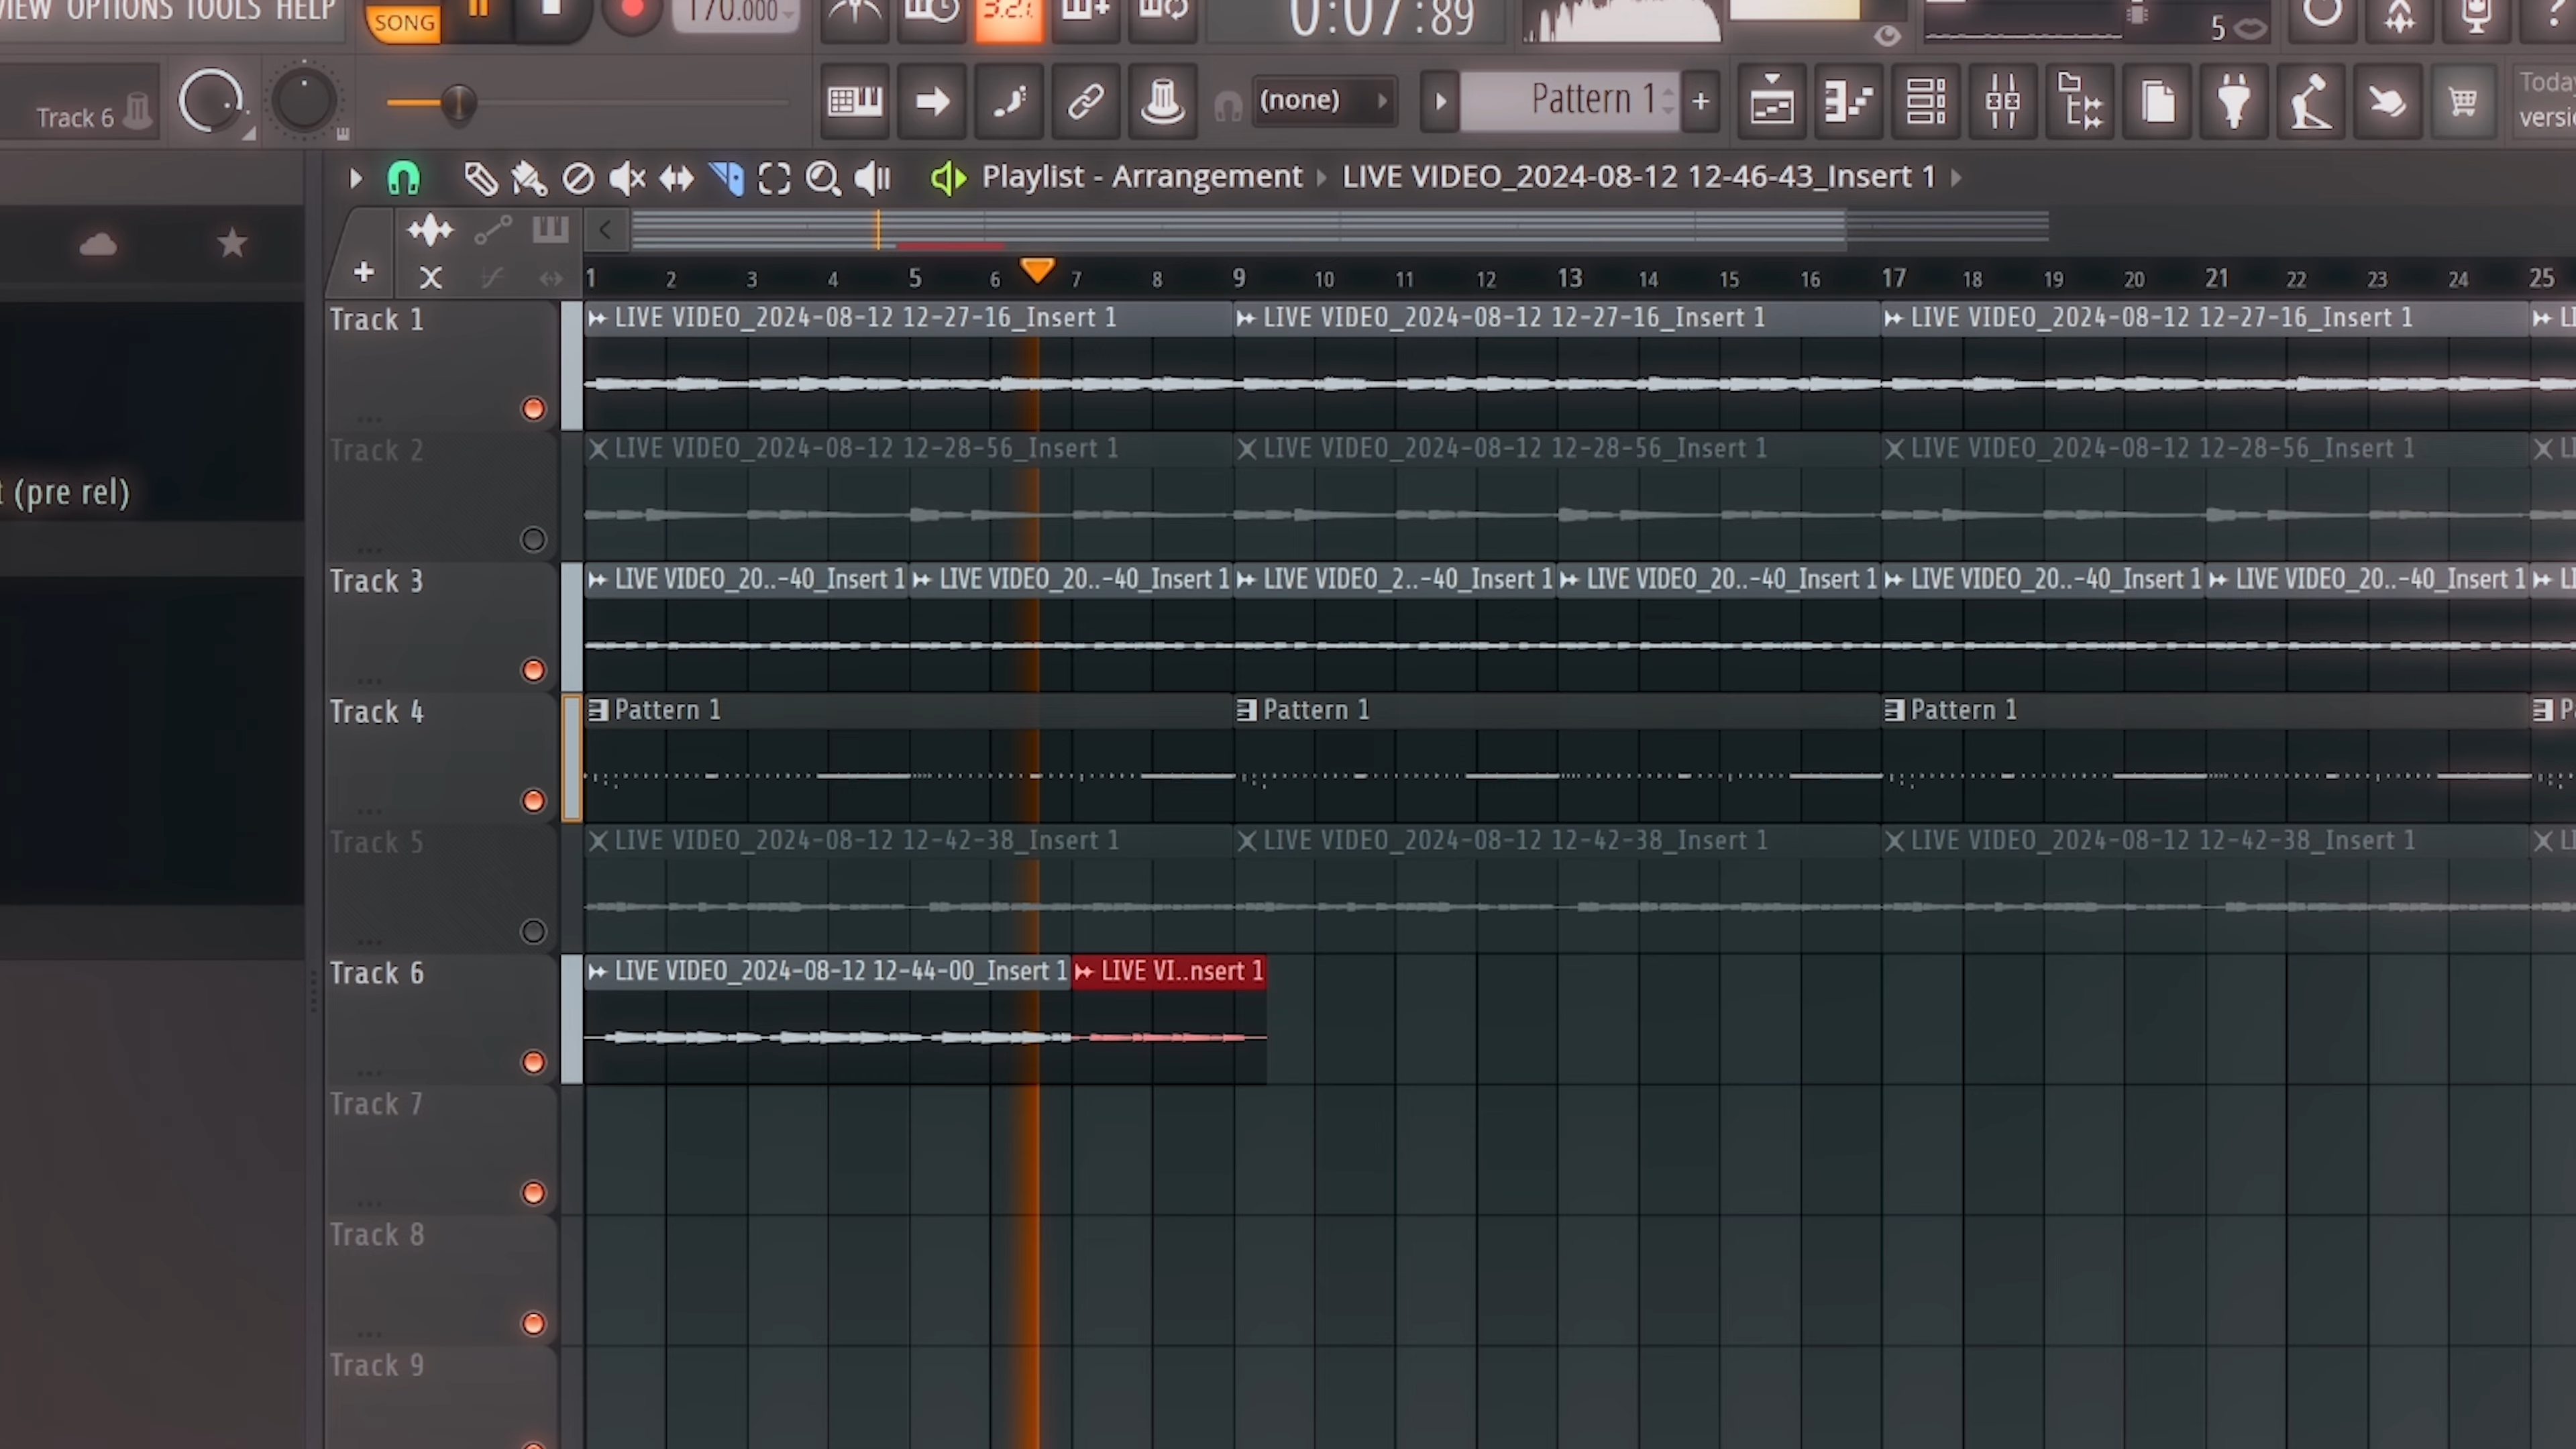 VIEW OPTIONS TOOLS HELP
SONG
170.000
3.2.1
0:07:89
5
?
Track 6
(none)
Pattern 1
+
Today
versi
Playlist - Arrangement
LIVE VIDEO_2024-08-12 12-46-43_Insert 1
+
1 2 3 4 5 6 7 8 9 10 11 12 13 14 15 16 17 18 19 20 21 22 23 24 25
Track 1
LIVE VIDEO_2024-08-12 12-27-16_Insert 1
LIVE VIDEO_2024-08-12 12-27-16_Insert 1
LIVE VIDEO_2024-08-12 12-27-16_Insert 1
LI
Track 2
LIVE VIDEO_2024-08-12 12-28-56_Insert 1
LIVE VIDEO_2024-08-12 12-28-56_Insert 1
LIVE VIDEO_2024-08-12 12-28-56_Insert 1
LI
t (pre rel)
Track 3
LIVE VIDEO_20..-40_Insert 1
LIVE VIDEO_20..-40_Insert 1
LIVE VIDEO_2..-40_Insert 1
LIVE VIDEO_20..-40_Insert 1
LIVE VIDEO_20..-40_Insert 1
LIVE VIDEO_20..-40_Insert 1
LI
Track 4
Pattern 1
Pattern 1
Pattern 1
P
Track 5
LIVE VIDEO_2024-08-12 12-42-38_Insert 1
LIVE VIDEO_2024-08-12 12-42-38_Insert 1
LIVE VIDEO_2024-08-12 12-42-38_Insert 1
LI
Track 6
LIVE VIDEO_2024-08-12 12-44-00_Insert 1
LIVE VI..nsert 1
Track 7
Track 8
Track 9